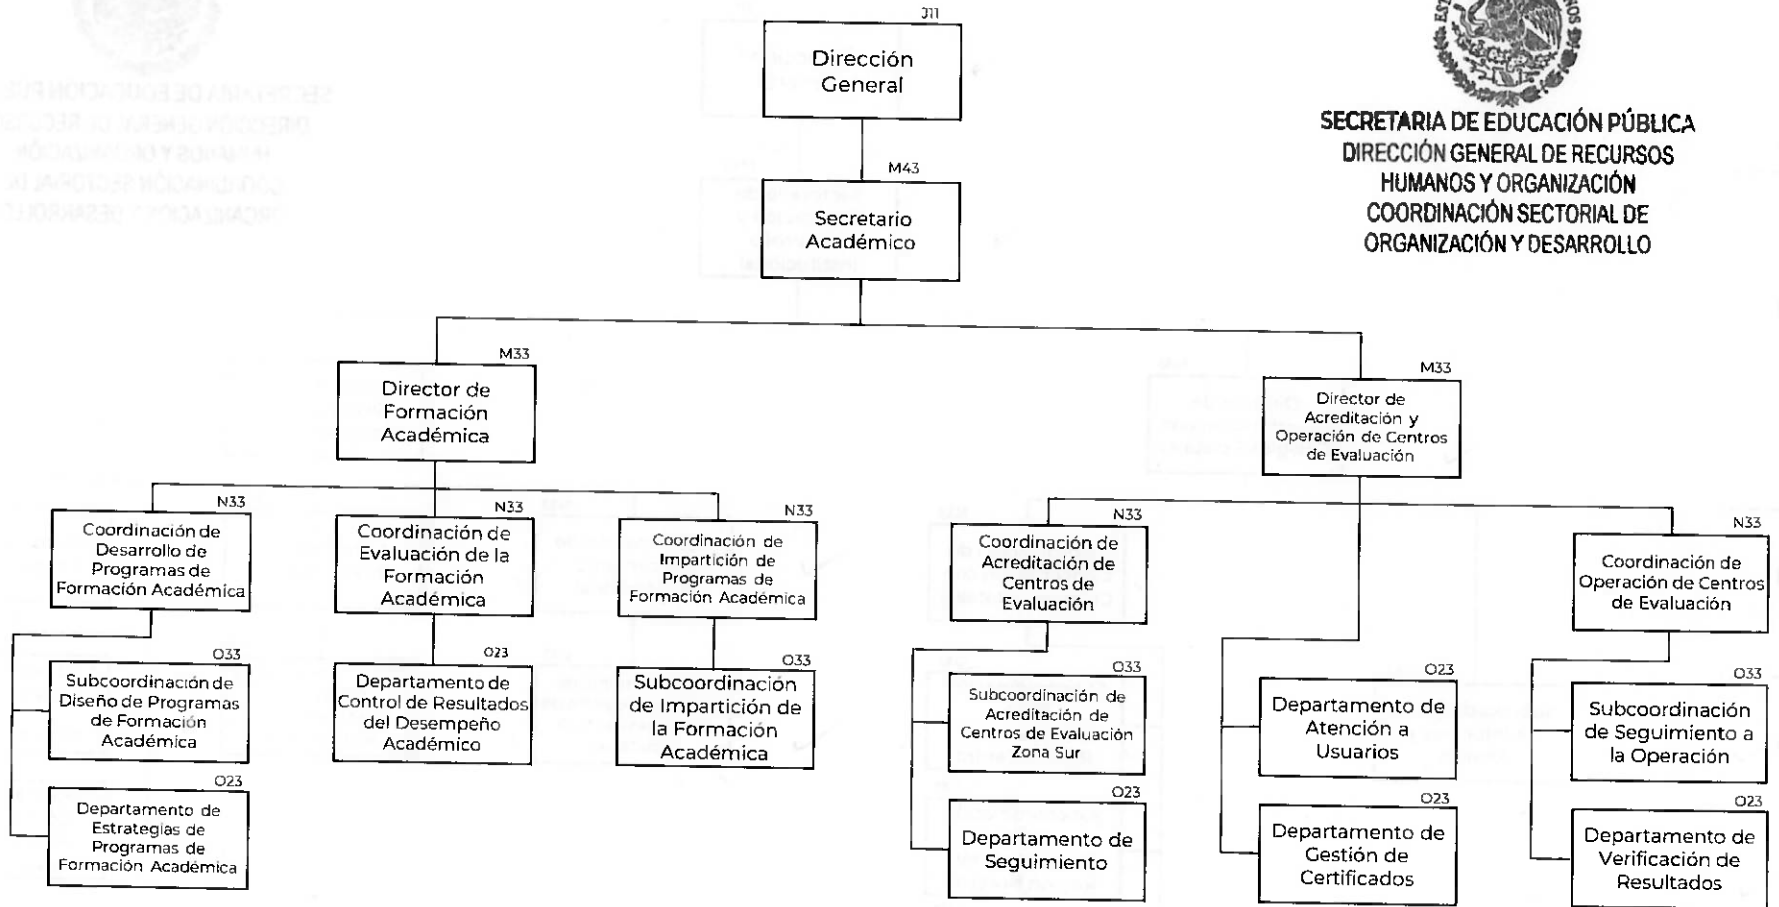 J11
Dirección
General
M43
Secretario
Académico
SECRETARIA DE EDUCACIÓN PÚBLICA
DIRECCIÓN GENERAL DE RECURSOS
HUMANOS Y ORGANIZACIÓN
COORDINACIÓN SECTORIAL DE
ORGANIZACIÓN Y DESARROLLO
M33
Director de
Formación
Académica
M33
Director de
Acreditación y
Operación de Centros
de Evaluación
N33
Coordinación de
Desarrollo de
Programas de
Formación Académica
N33
Coordinación de
Evaluación de la
Formación
Académica
N33
Coordinación de
Impartición de
Programas de
Formación Académica
N33
Coordinación de
Acreditación de
Centros de
Evaluación
N33
Coordinación de
Operación de Centros
de Evaluación
O33
Subcoordinación de
Diseño de Programas
de Formación
Académica
O23
Departamento de
Control de Resultados
del Desempeño
Académico
O33
Subcoordinación
de Impartición de
la Formación
Académica
O33
Subcoordinación de
Acreditación de
Centros de Evaluación
Zona Sur
O23
Departamento de
Atención a
Usuarios
O33
Subcoordinación
de Seguimiento a
la Operación
O23
Departamento de
Estrategias de
Programas de
Formación Académica
O23
Departamento de
Seguimiento
O23
Departamento de
Gestión de
Certificados
O23
Departamento de
Verificación de
Resultados